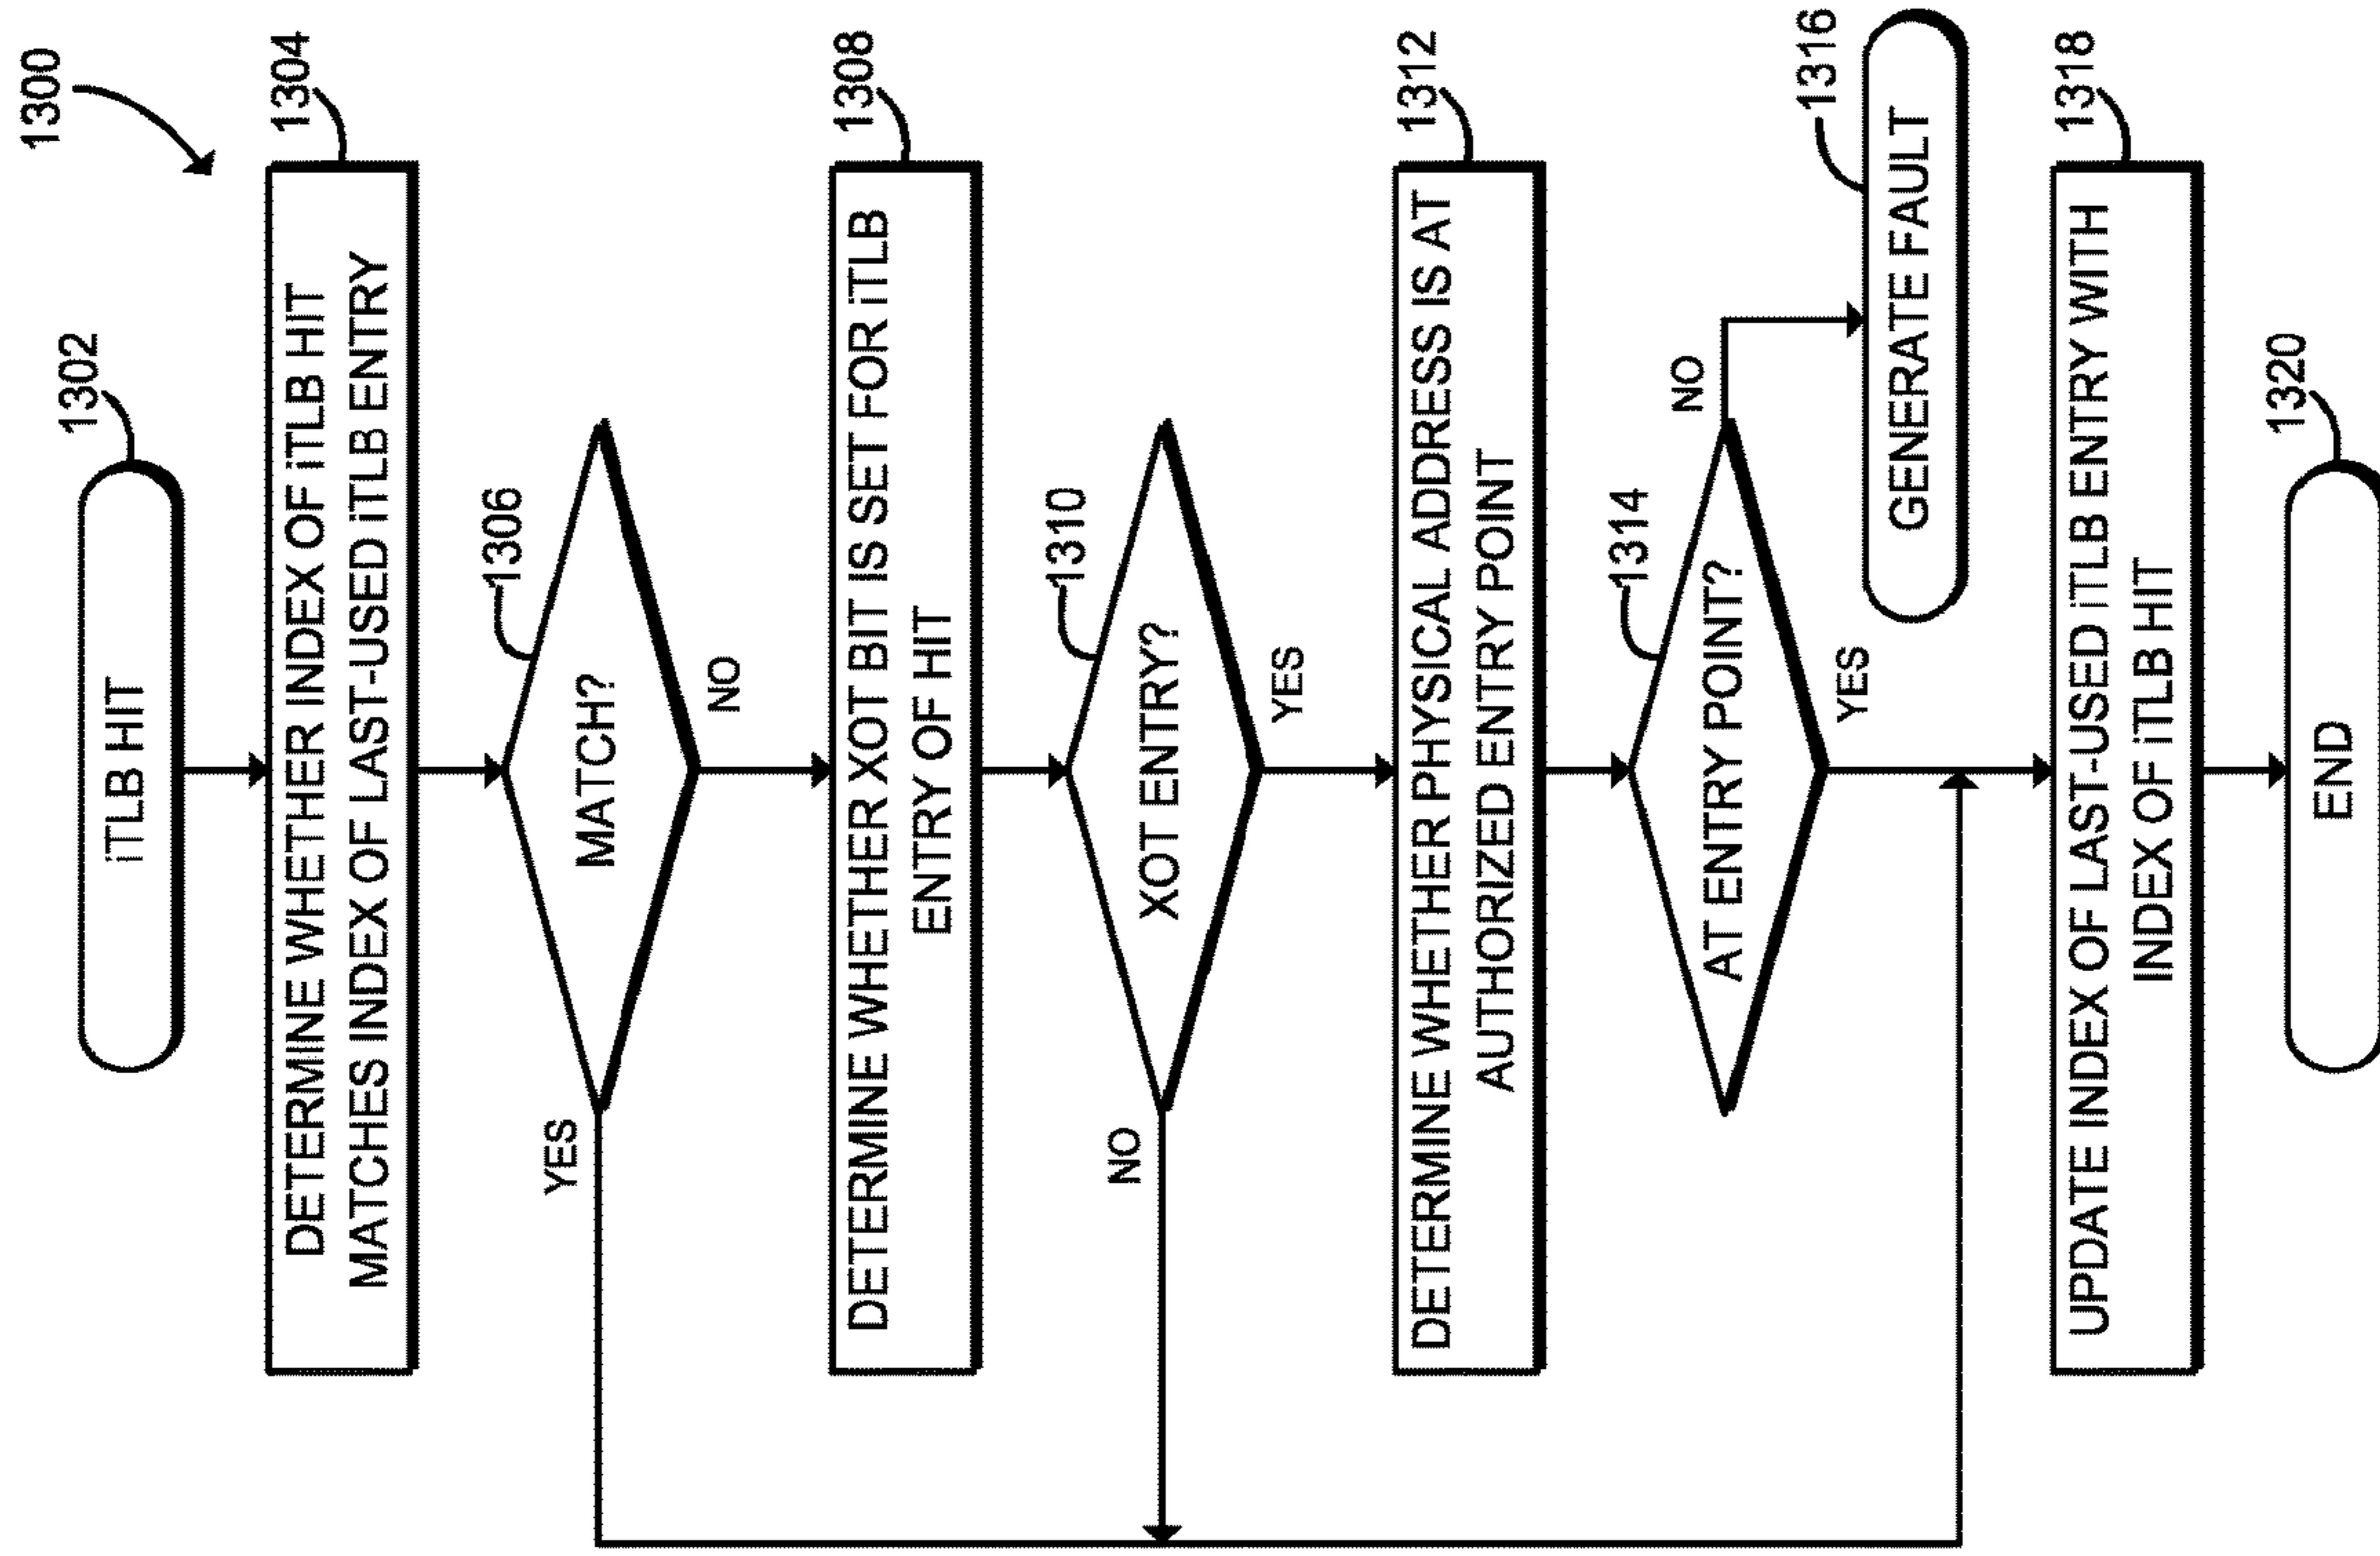 1300
1302
iTLB HIT
1304
DETERMINE WHETHER INDEX OF iTLB HIT
MATCHES INDEX OF LAST-USED iTLB ENTRY
1306
MATCH?
YES
NO
1308
DETERMINE WHETHER XOT BIT IS SET FOR iTLB
ENTRY OF HIT
1310
XOT ENTRY?
NO
YES
1312
DETERMINE WHETHER PHYSICAL ADDRESS IS AT
AUTHORIZED ENTRY POINT
1314
AT ENTRY POINT?
NO
YES
1316
GENERATE FAULT
1318
UPDATE INDEX OF LAST-USED iTLB ENTRY WITH
INDEX OF iTLB HIT
1320
END